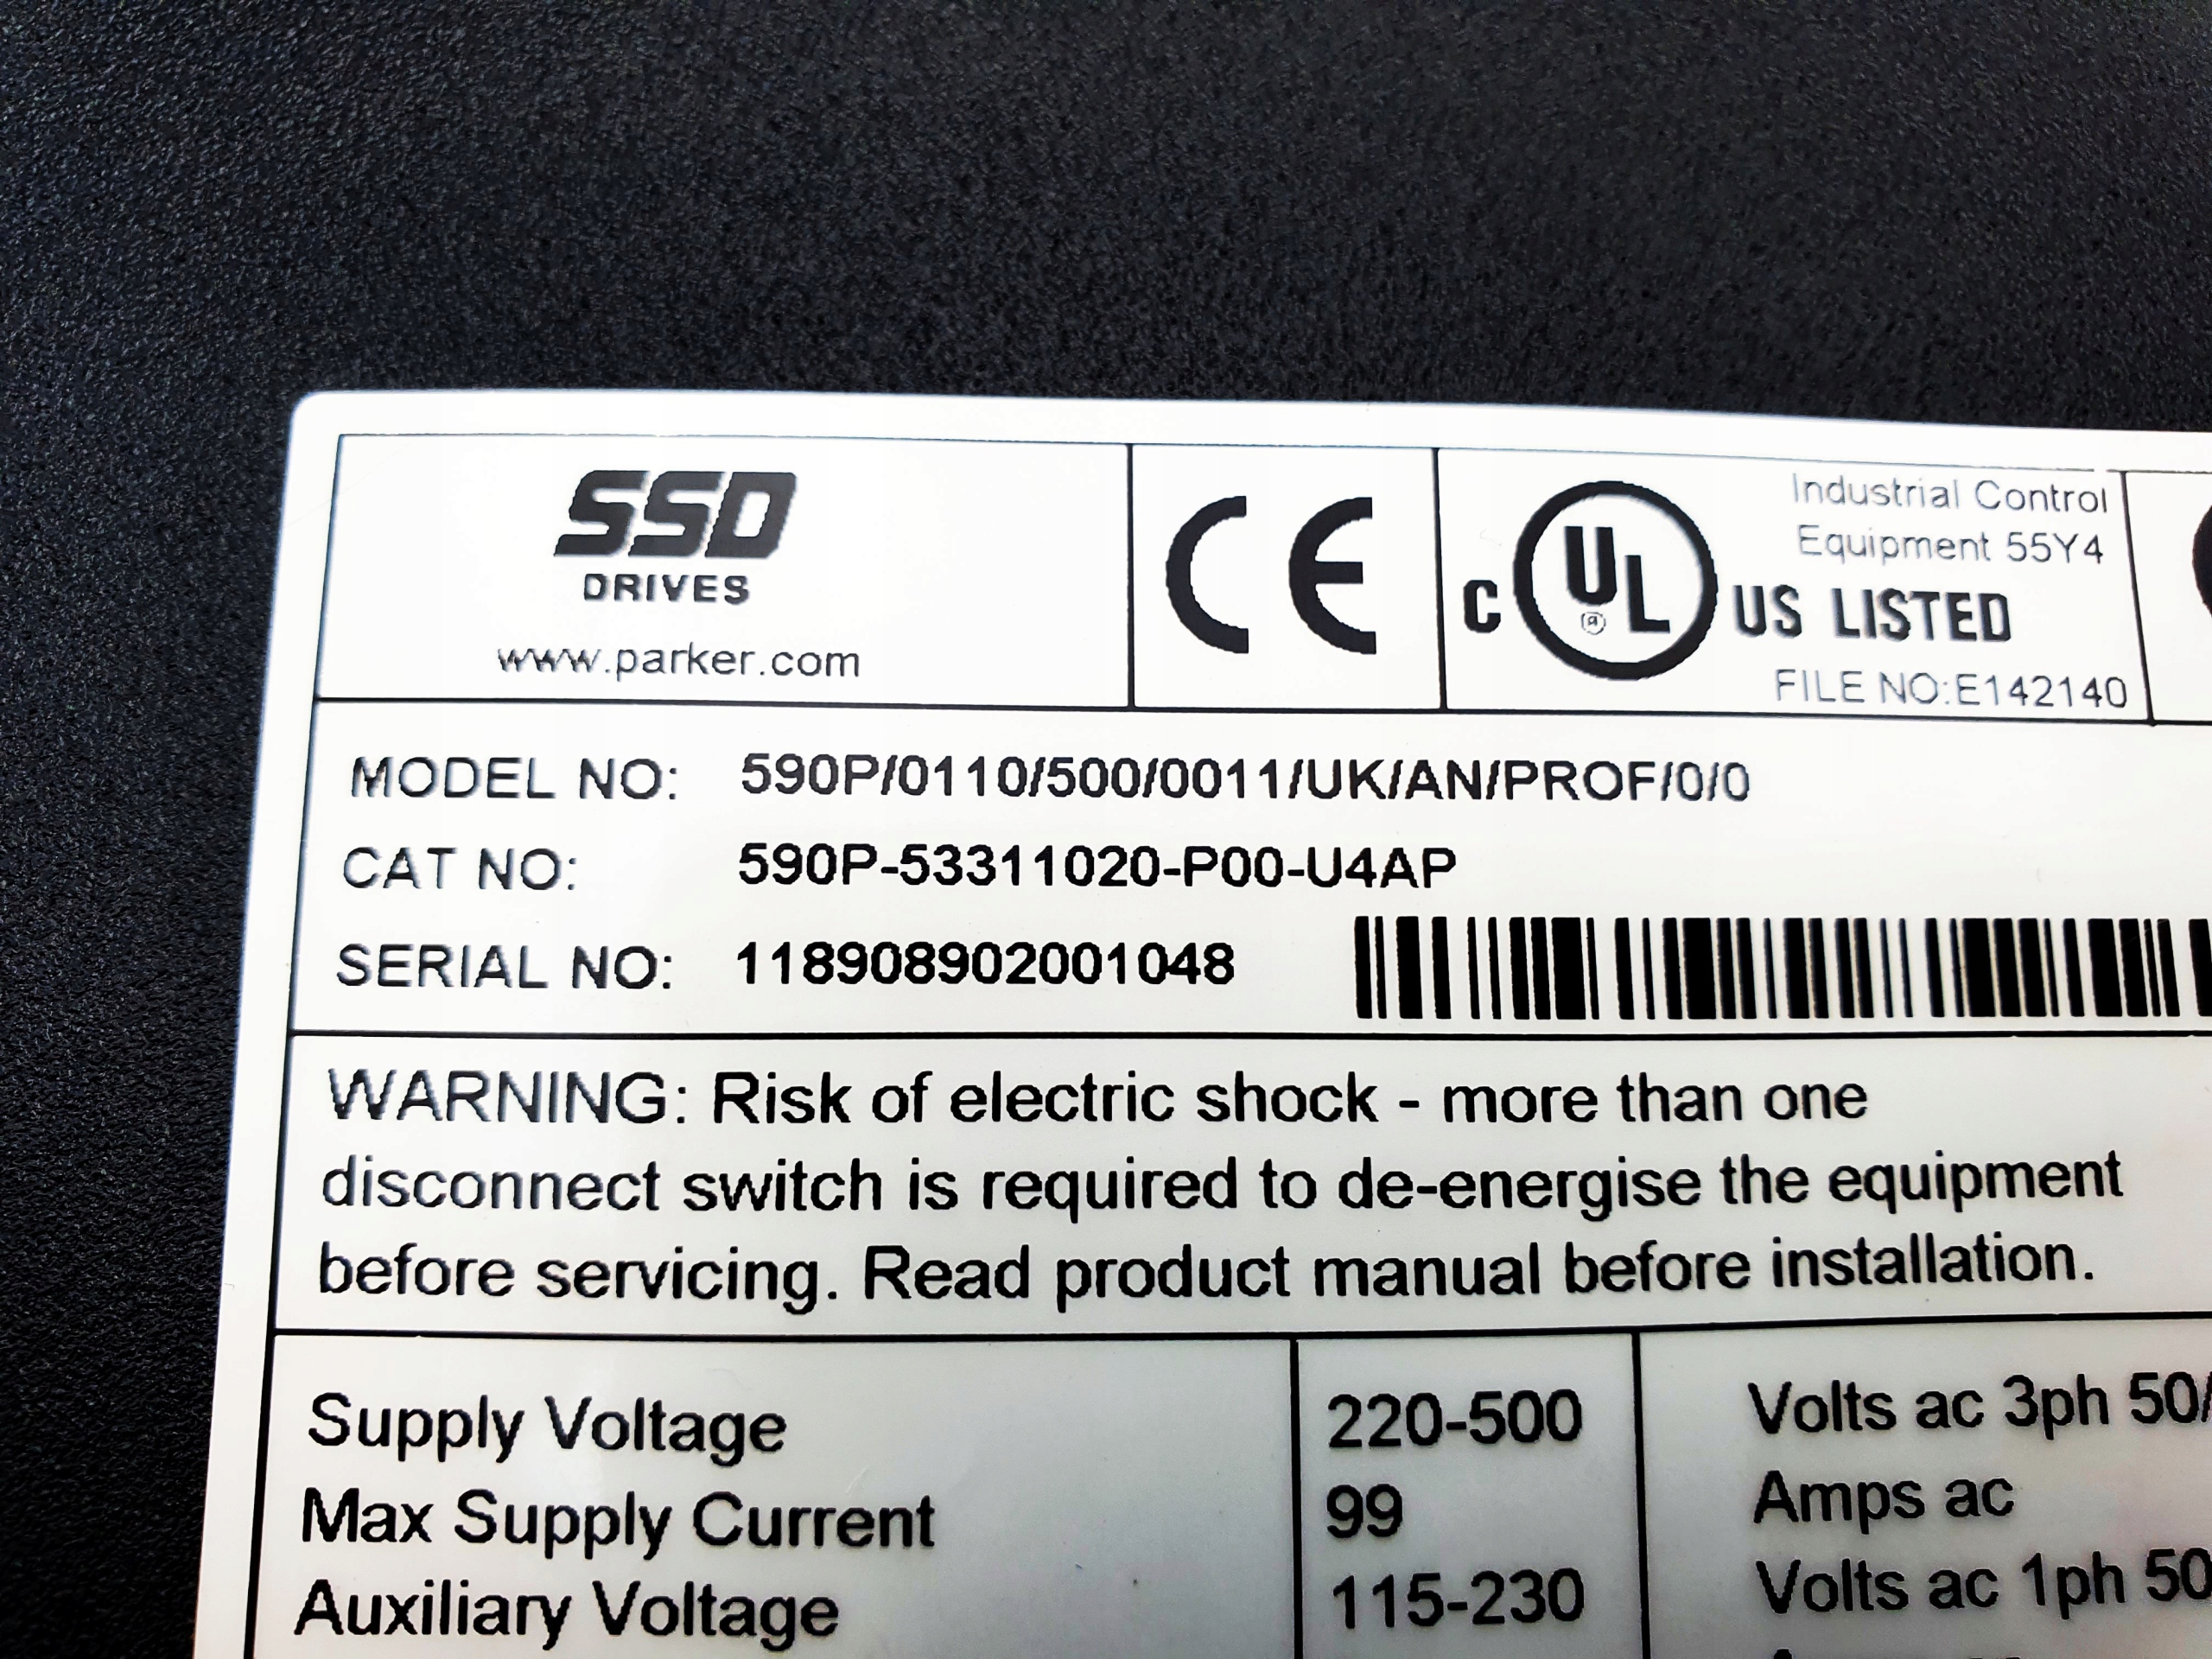 SSD
DRIVES
www.parker.com
CE
C UL US LISTED
Industrial Control
Equipment 55Y4
FILE NO:E142140
MODEL NO: 590P/0110/500/0011/UK/AN/PROF/0/0
CAT NO: 590P-53311020-P00-U4AP
SERIAL NO: 118908902001048
WARNING: Risk of electric shock - more than one
disconnect switch is required to de-energise the equipment
before servicing. Read product manual before installation.
Supply Voltage 220-500 Volts ac 3ph 50/
Max Supply Current 99 Amps ac
Auxiliary Voltage 115-230 Volts ac 1ph 50